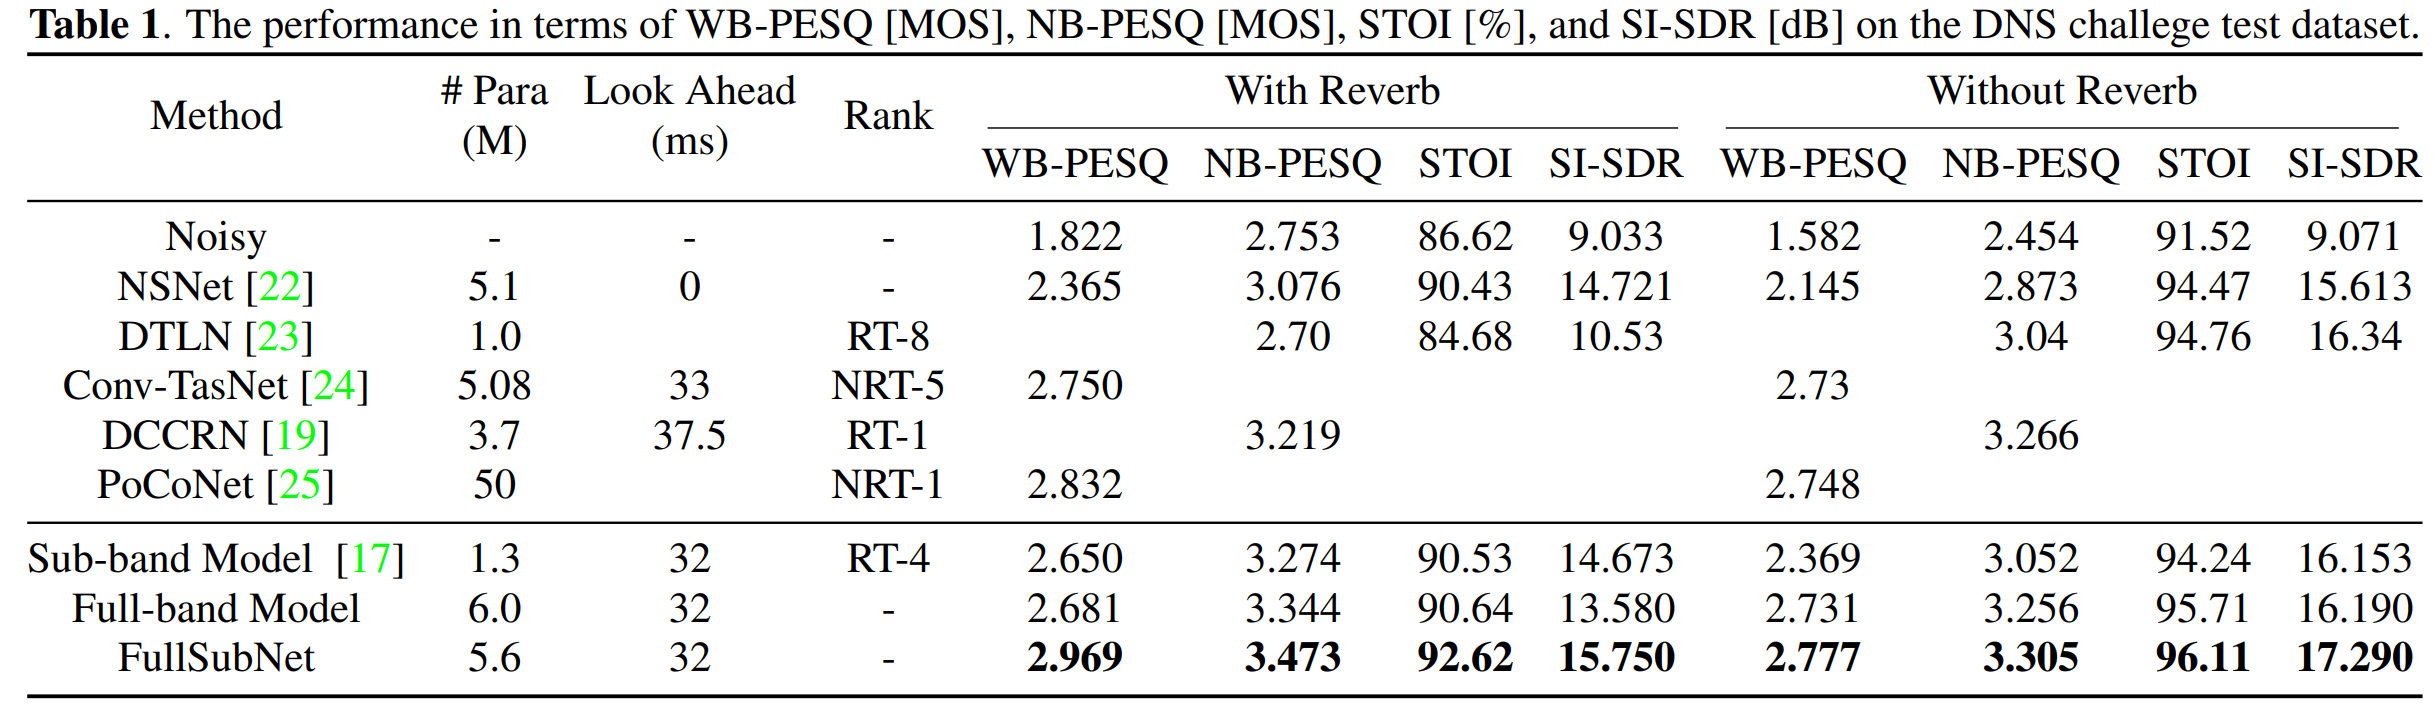 Table 1. The performance in terms of WB-PESQ [MOS], NB-PESQ [MOS], STOI [%], and SI-SDR [dB] on the DNS challege test dataset.
Method # Para (M) Look Ahead (ms) Rank With Reverb Without Reverb
WB-PESQ NB-PESQ STOI SI-SDR WB-PESQ NB-PESQ STOI SI-SDR
Noisy - - - 1.822 2.753 86.62 9.033 1.582 2.454 91.52 9.071
NSNet [22] 5.1 0 - 2.365 3.076 90.43 14.721 2.145 2.873 94.47 15.613
DTLN [23] 1.0 RT-8 2.70 84.68 10.53 3.04 94.76 16.34
Conv-TasNet [24] 5.08 33 NRT-5 2.750 2.73
DCCRN [19] 3.7 37.5 RT-1 3.219 3.266
PoCoNet [25] 50 NRT-1 2.832 2.748
Sub-band Model [17] 1.3 32 RT-4 2.650 3.274 90.53 14.673 2.369 3.052 94.24 16.153
Full-band Model 6.0 32 - 2.681 3.344 90.64 13.580 2.731 3.256 95.71 16.190
FullSubNet 5.6 32 - 2.969 3.473 92.62 15.750 2.777 3.305 96.11 17.290